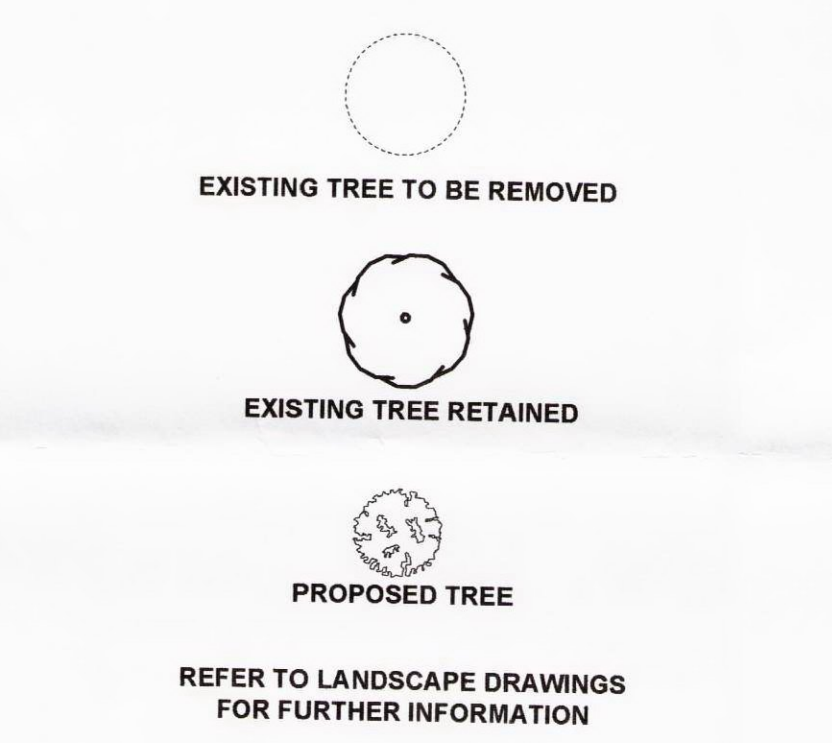 EXISTING TREE TO BE REMOVED
EXISTING TREE RETAINED
PROPOSED TREE
REFER TO LANDSCAPE DRAWINGS
FOR FURTHER INFORMATION